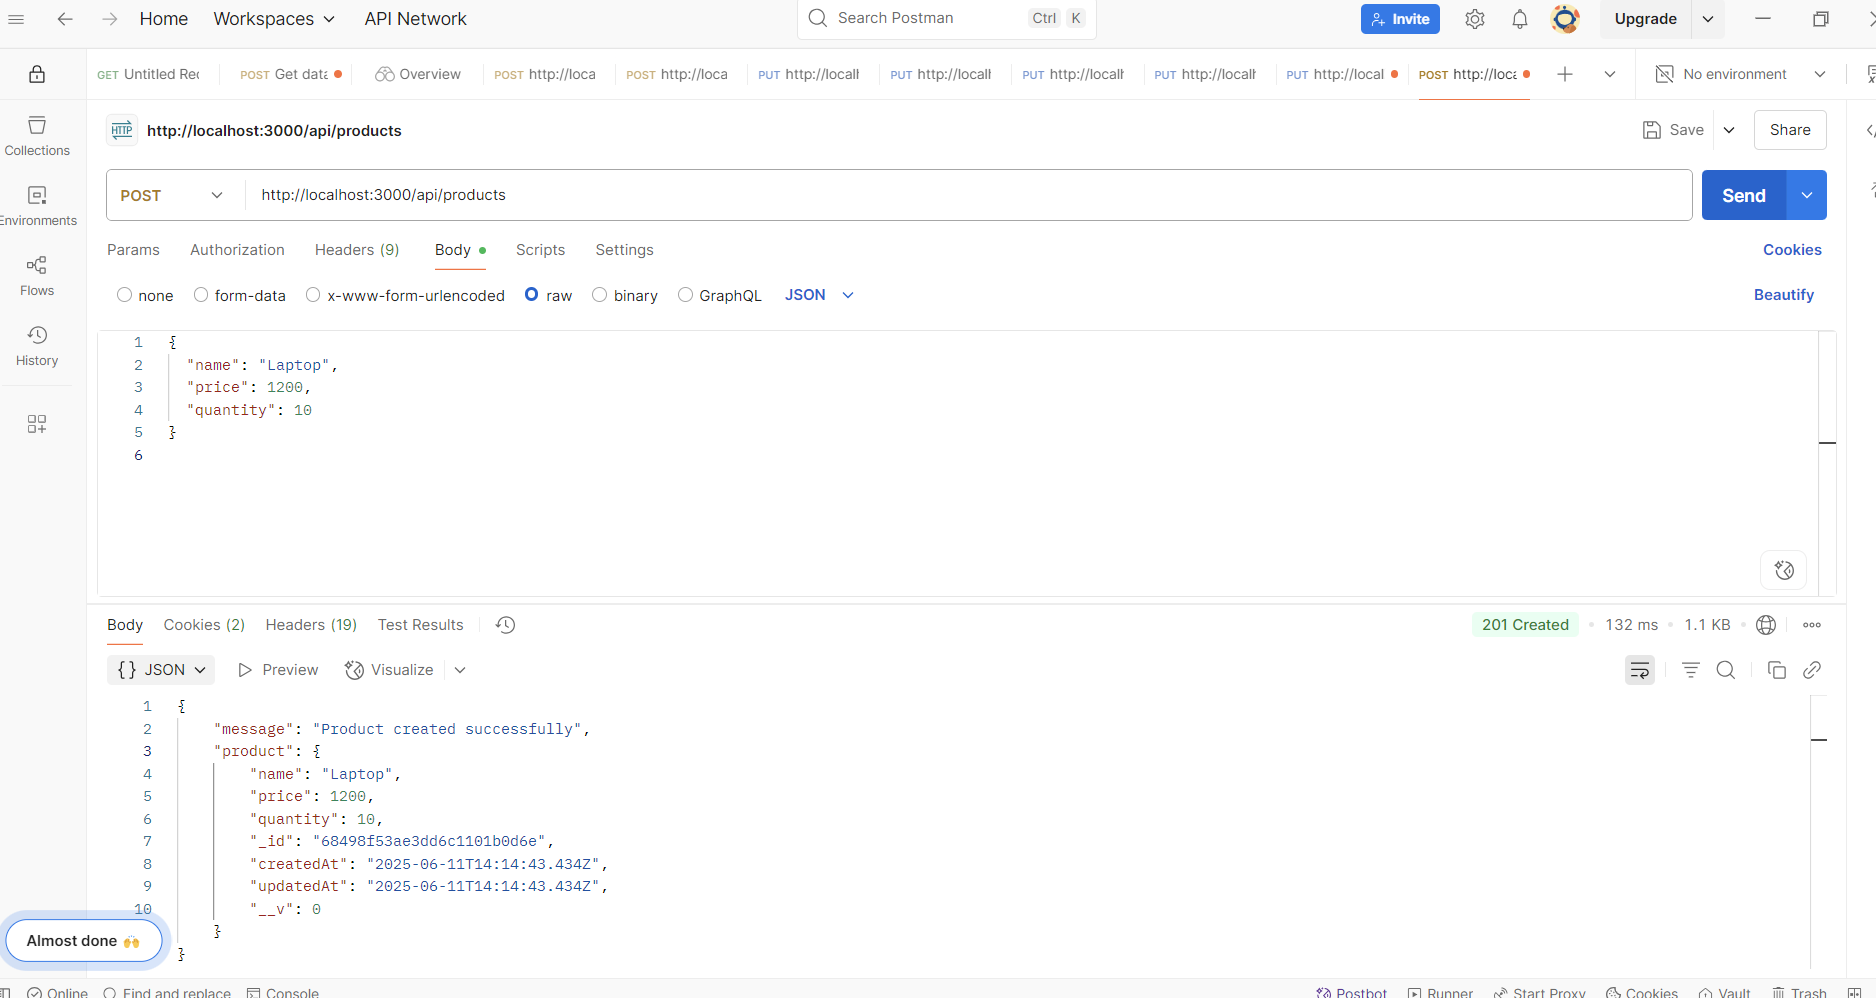 Home Workspaces API Network Search Postman Ctrl K Invite Upgrade
GET Untitled Rec POST Get data Overview POST http://loca POST http://loca PUT http://locall PUT http://locall PUT http://locall PUT http://locall PUT http://local POST http://loca No environment
HTTP http://localhost:3000/api/products Save Share
Collections
POST http://localhost:3000/api/products Send
Environments
Params Authorization Headers (9) Body Scripts Settings Cookies
Flows
none form-data x-www-form-urlencoded raw binary GraphQL JSON Beautify
History
1 {
2 "name": "Laptop",
3 "price": 1200,
4 "quantity": 10
5 }
6
Body Cookies (2) Headers (19) Test Results 201 Created 132 ms 1.1 KB
{} JSON Preview Visualize
1 {
2 "message": "Product created successfully",
3 "product": {
4 "name": "Laptop",
5 "price": 1200,
6 "quantity": 10,
7 "_id": "68498f53ae3dd6c1101b0d6e",
8 "createdAt": "2025-06-11T14:14:43.434Z",
9 "updatedAt": "2025-06-11T14:14:43.434Z",
10 "__v": 0
}
}
Almost done 🙌
Online Find and replace Console Postbot Runner Start Proxy Cookies Vault Trash